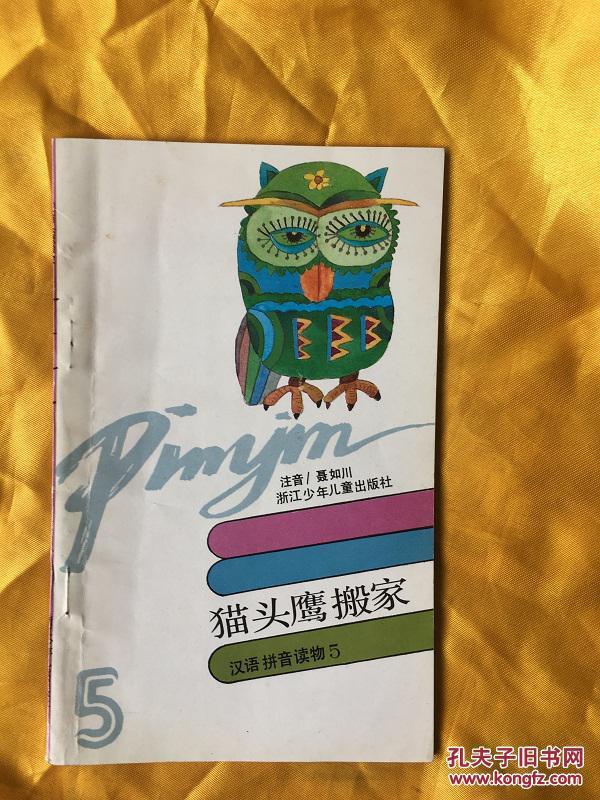 Pinyin
注音/聂如川
浙江少年儿童出版社
猫头鹰搬家
汉语拼音读物5
5
孔夫子旧书网
www.kongfz.com